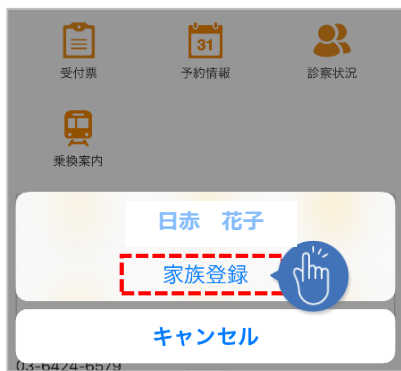 31
受付票
予約情報
診察状況
乗換案内
日赤 花子
家族登録
キャンセル
03-6424-6579